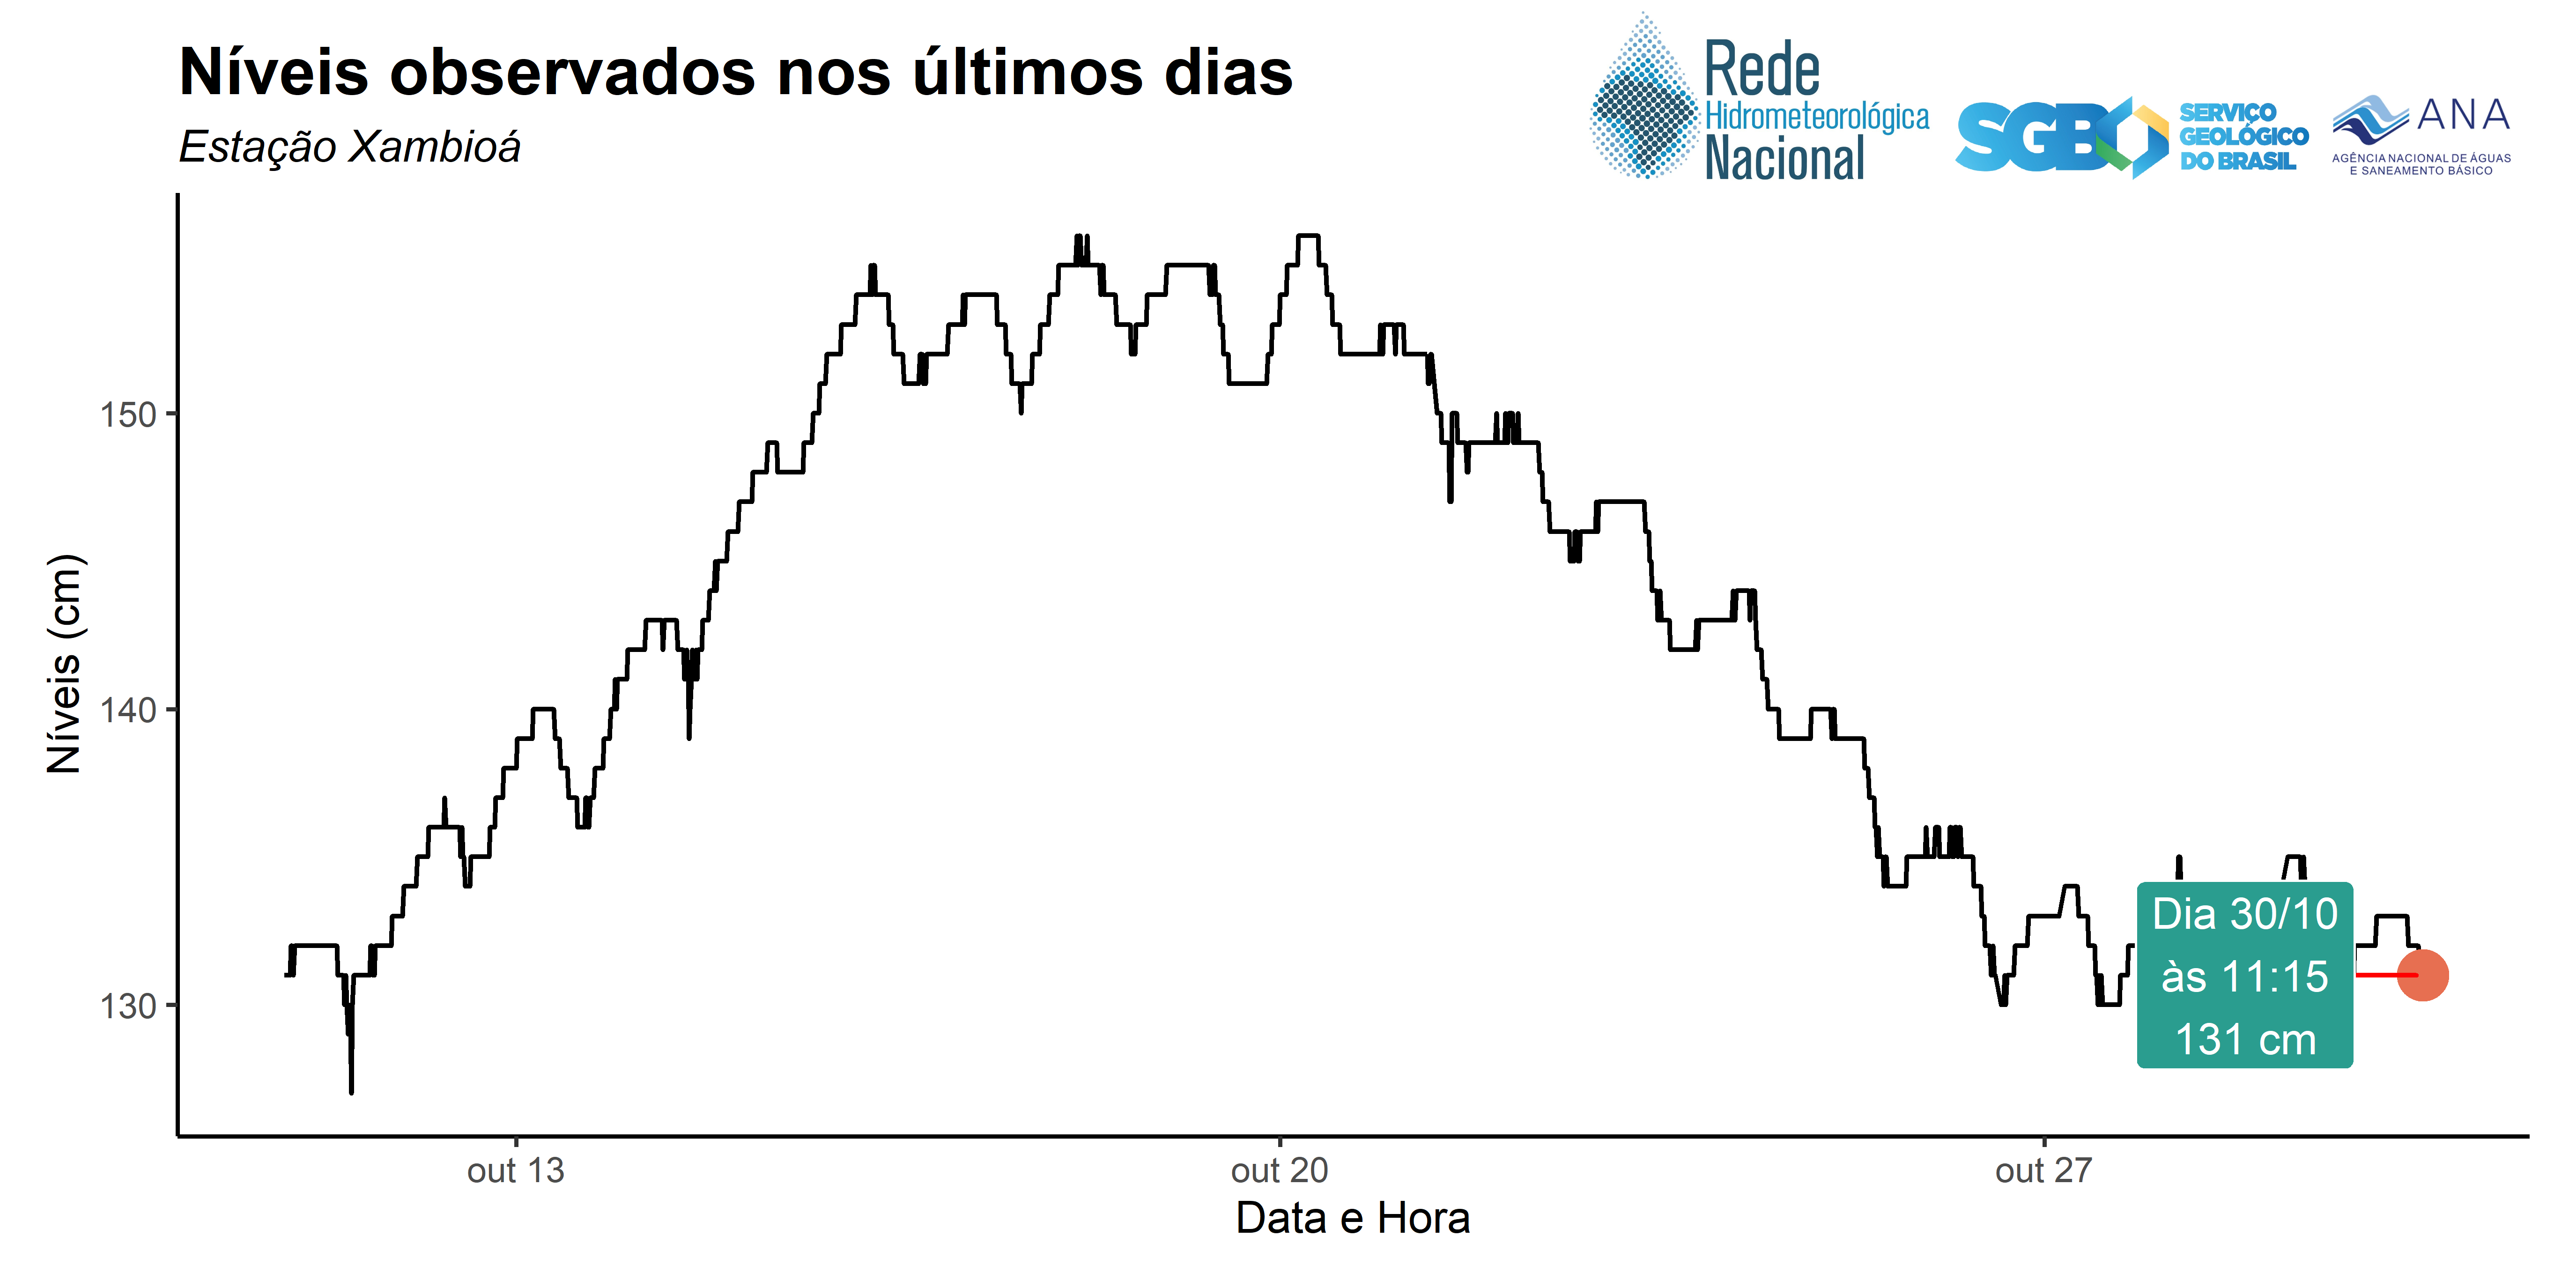 Níveis observados nos últimos dias
Estação Xambioá
Rede
Hidrometeorológica
Nacional
SGB
SERVIÇO
GEOLÓGICO
DO BRASIL
ANA
AGÊNCIA NACIONAL DE ÁGUAS
E SANEAMENTO BÁSICO
Níveis (cm)
150
140
130
Dia 30/10
às 11:15
131 cm
out 13
out 20
out 27
Data e Hora